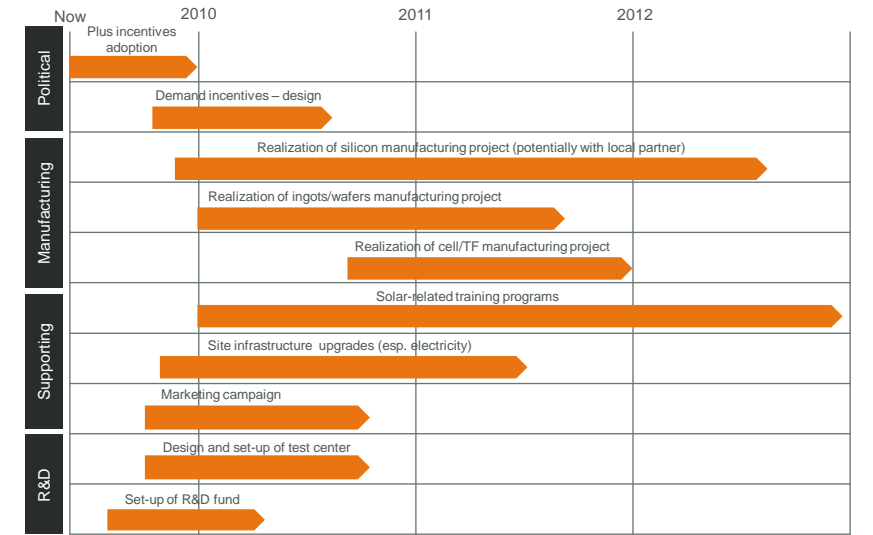 Now
2010
2011
2012
Political
Plus incentives
adoption
Demand incentives – design
Manufacturing
Realization of silicon manufacturing project (potentially with local partner)
Realization of ingots/wafers manufacturing project
Realization of cell/TF manufacturing project
Supporting
Solar-related training programs
Site infrastructure  upgrades (esp. electricity)
Marketing campaign
R&D
Design and set-up of test center
Set-up of R&D fund